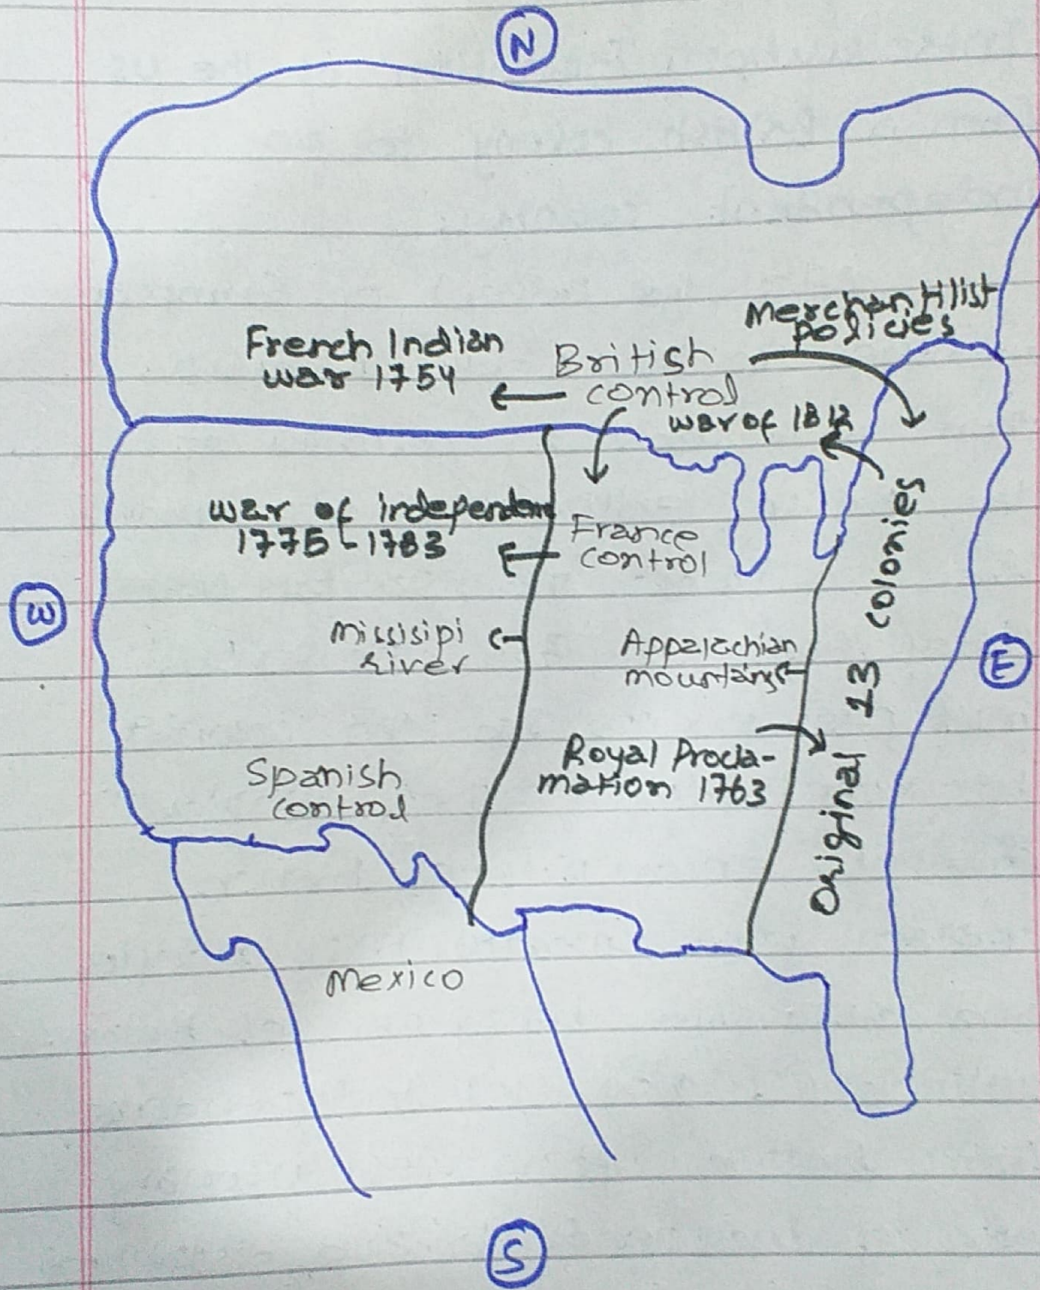 N
Merchantilist
policies
French Indian
war 1754
British
control
war of 1812
war of independent
1775-1783
France
control
colonies
W
Missisipi
River
Appalachian
mountains
E
13
Royal Procla-
mation 1763
Original
Spanish
control
Mexico
S